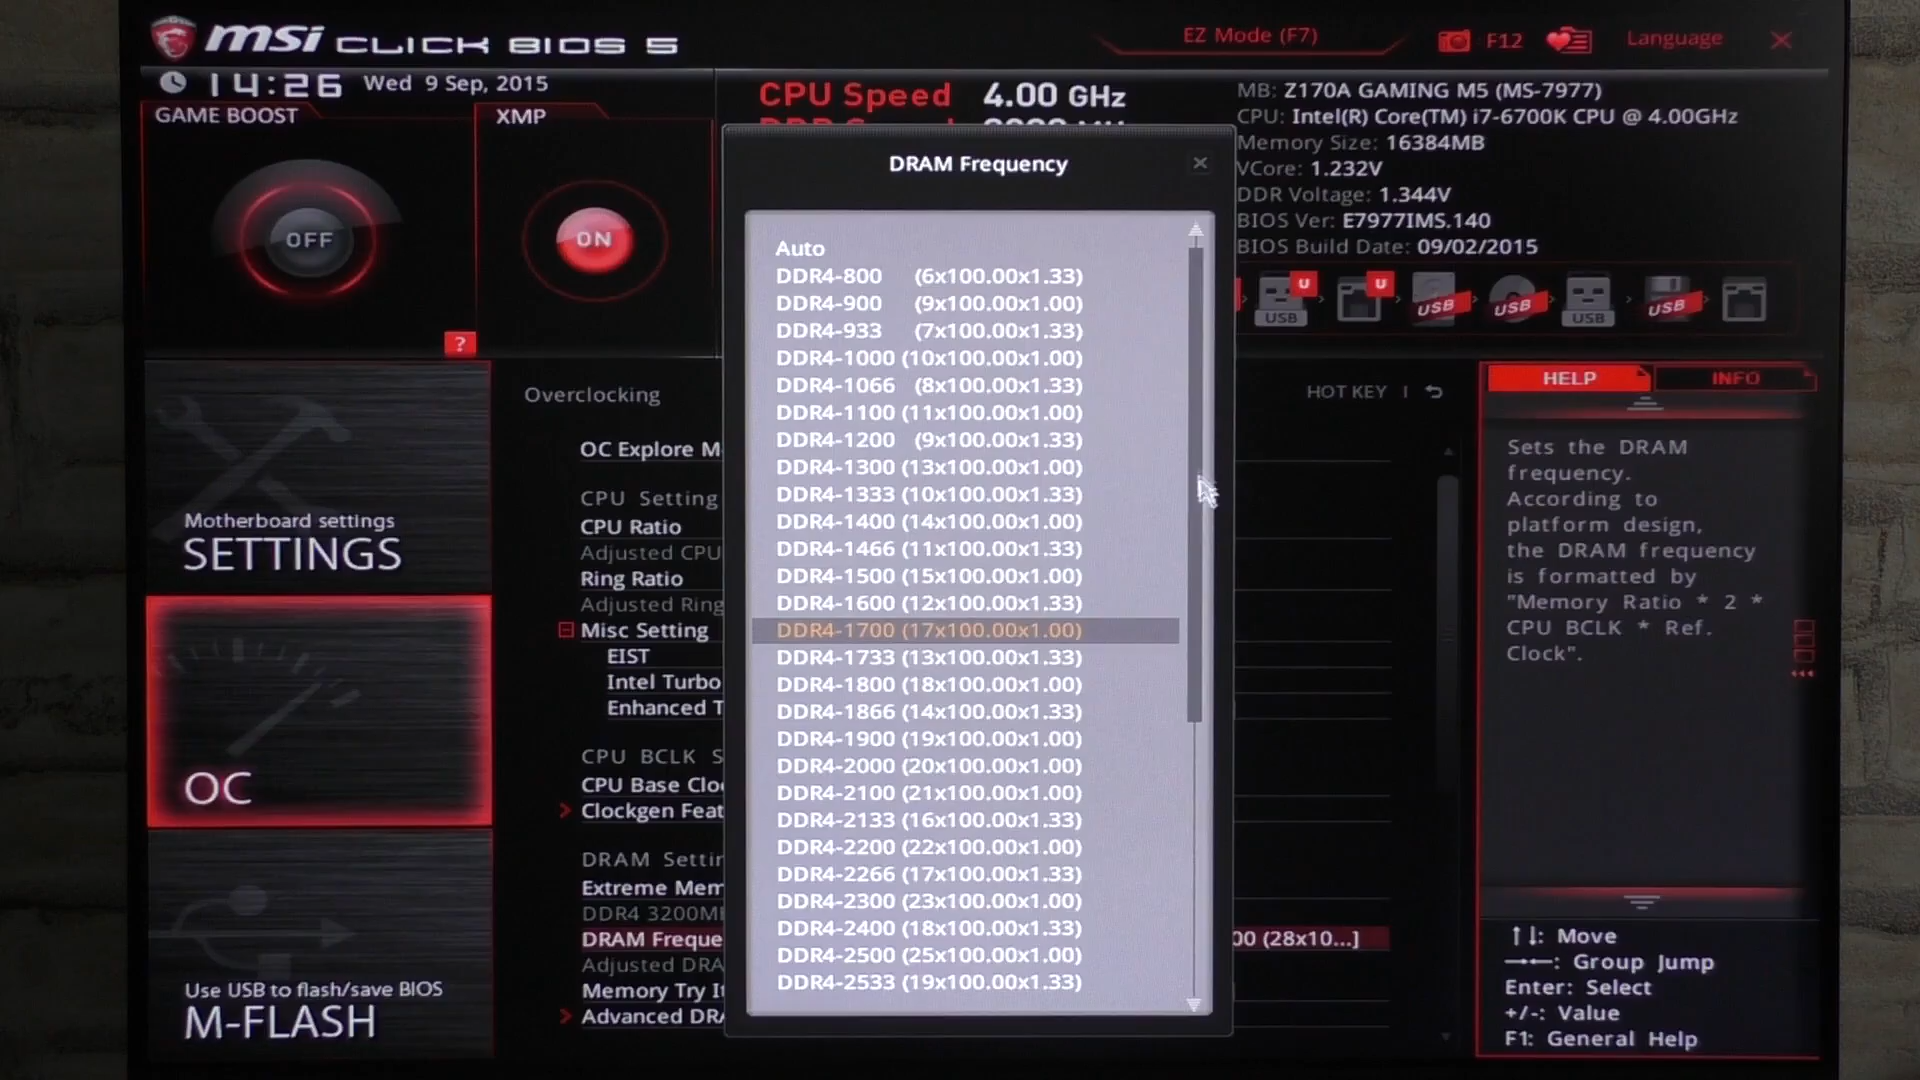 msi CLICK BIOS 5
EZ Mode (F7)
F12
Language
14:26 Wed 9 Sep, 2015
GAME BOOST
XMP
OFF
ON
?
CPU Speed 4.00 GHz
MB: Z170A GAMING M5 (MS-7977)
CPU: Intel(R) Core(TM) i7-6700K CPU @ 4.00GHz
Memory Size: 16384MB
VCore: 1.232V
DDR Voltage: 1.344V
BIOS Ver: E7977IMS.140
BIOS Build Date: 09/02/2015
U
U
USB
USB
USB
USB
USB
Motherboard settings
SETTINGS
OC
Use USB to flash/save BIOS
M-FLASH
Overclocking
HOT KEY
OC Explore M
CPU Setting
CPU Ratio
Adjusted CPU
Ring Ratio
Adjusted Ring
Misc Setting
EIST
Intel Turbo
Enhanced T
CPU BCLK S
CPU Base Clo
Clockgen Feat
DRAM Settin
Extreme Mem
DDR4 3200MH
DRAM Freque
00 (28x10...]
Adjusted DRA
Memory Try It
Advanced DRA
DRAM Frequency
Auto
DDR4-800 (6x100.00x1.33)
DDR4-900 (9x100.00x1.00)
DDR4-933 (7x100.00x1.33)
DDR4-1000 (10x100.00x1.00)
DDR4-1066 (8x100.00x1.33)
DDR4-1100 (11x100.00x1.00)
DDR4-1200 (9x100.00x1.33)
DDR4-1300 (13x100.00x1.00)
DDR4-1333 (10x100.00x1.33)
DDR4-1400 (14x100.00x1.00)
DDR4-1466 (11x100.00x1.33)
DDR4-1500 (15x100.00x1.00)
DDR4-1600 (12x100.00x1.33)
DDR4-1700 (17x100.00x1.00)
DDR4-1733 (13x100.00x1.33)
DDR4-1800 (18x100.00x1.00)
DDR4-1866 (14x100.00x1.33)
DDR4-1900 (19x100.00x1.00)
DDR4-2000 (20x100.00x1.00)
DDR4-2100 (21x100.00x1.00)
DDR4-2133 (16x100.00x1.33)
DDR4-2200 (22x100.00x1.00)
DDR4-2266 (17x100.00x1.33)
DDR4-2300 (23x100.00x1.00)
DDR4-2400 (18x100.00x1.33)
DDR4-2500 (25x100.00x1.00)
DDR4-2533 (19x100.00x1.33)
HELP
INFO
Sets the DRAM
frequency.
According to
platform design,
the DRAM frequency
is formatted by
"Memory Ratio * 2 *
CPU BCLK * Ref.
Clock".
↑↓: Move
→←: Group Jump
Enter: Select
+/-: Value
F1: General Help